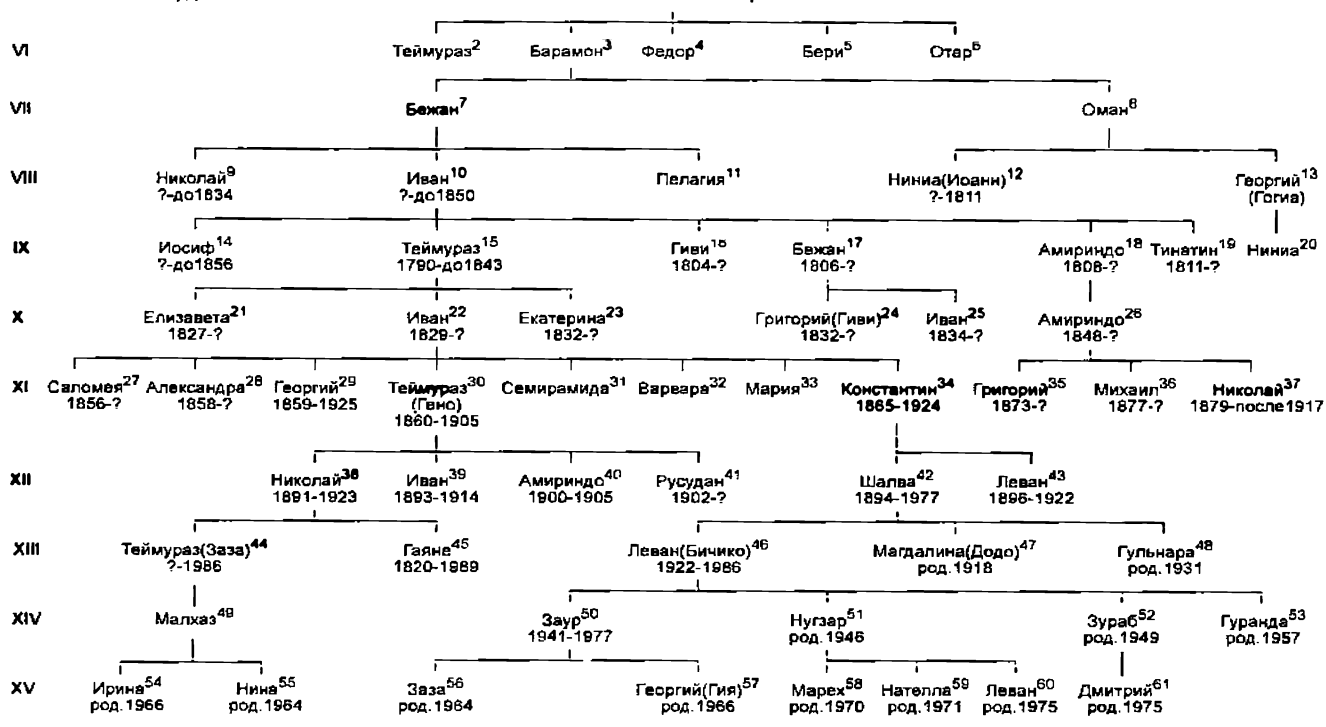 VI Теймураз2 Барамон3 Федор4 Бери5 Отар6
VII Бежан7 Оман8
VIII Николай9 Иван10 Пелагия11 Ниниа(Иоанн)12 Георгий13
?-до1834 ?-до1850 ?-1811 (Гогиа)
IX Иосиф14 Теймураз15 Гиви16 Бежан17 Амириндо18 Тинатин19 Ниниа20
?-до1856 1790-до1843 1804-? 1806-? 1808-? 1811-?
X Елизавета21 Иван22 Екатерина23 Григорий(Гиви)24 Иван25 Амириндо26
1827-? 1829-? 1832-? 1832-? 1834-? 1848-?
XI Саломея27 Александра28 Георгий29 Теймураз30 Семирамида31 Варвара32 Мария33 Константин34 Григорий35 Михаил36 Николай37
1856-? 1858-? 1859-1925 (Гено) 1865-1924 1873-? 1877-? 1879-после1917
1860-1905
XII Николай38 Иван39 Амириндо40 Русудан41 Шалва42 Леван43
1891-1923 1893-1914 1900-1905 1902-? 1894-1977 1896-1922
XIII Теймураз(Заза)44 Гаяне45 Леван(Бичико)46 Магдалина(Додо)47 Гульнара48
?-1986 1820-1989 1922-1986 род.1918 род.1931
XIV Малхаз49 Заур50 Нугзар51 Зураб52 Гуранда53
1941-1977 род.1946 род.1949 род.1957
XV Ирина54 Нина55 Заза56 Георгий(Гия)57 Марех58 Нателла59 Леван60 Дмитрий61
род.1966 род.1964 род.1964 род.1966 род.1970 род.1971 род.1975 род.1975